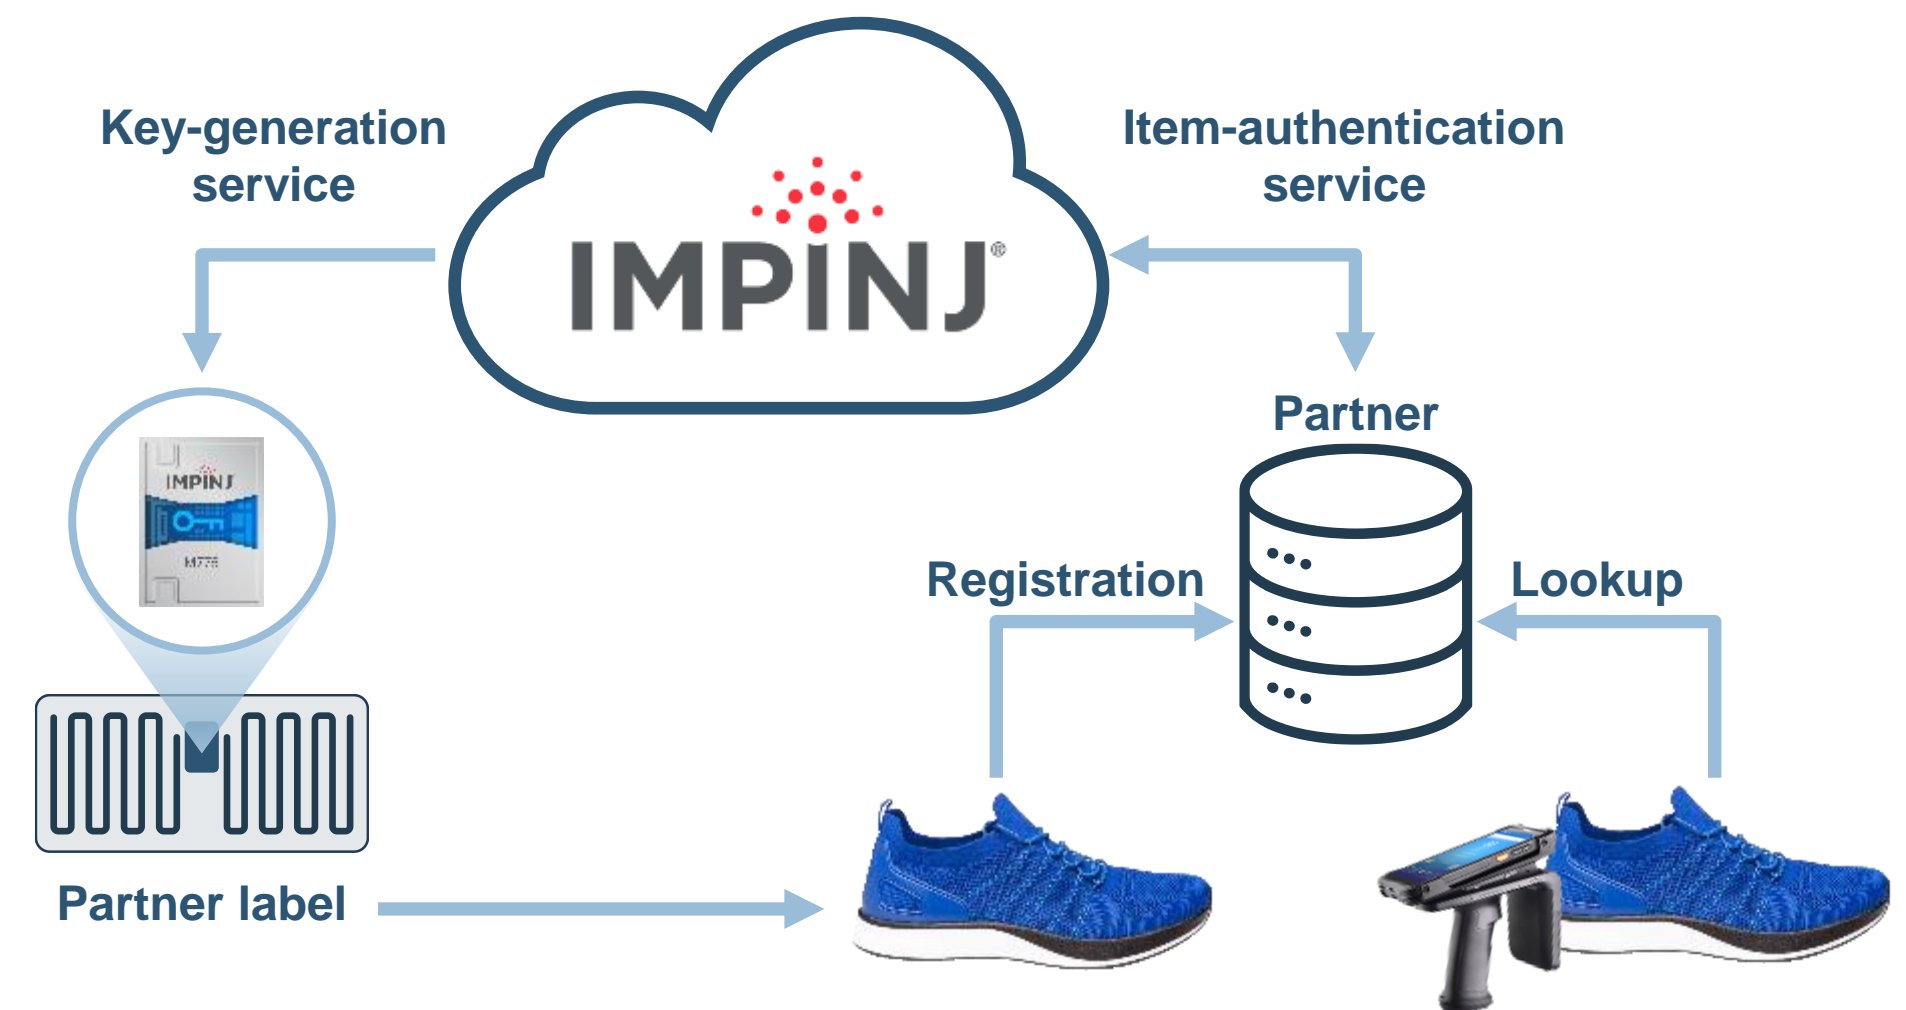 Key-generation
service
IMPINJ®
Item-authentication
service
Partner
IMPINJ
Registration
Lookup
Partner label